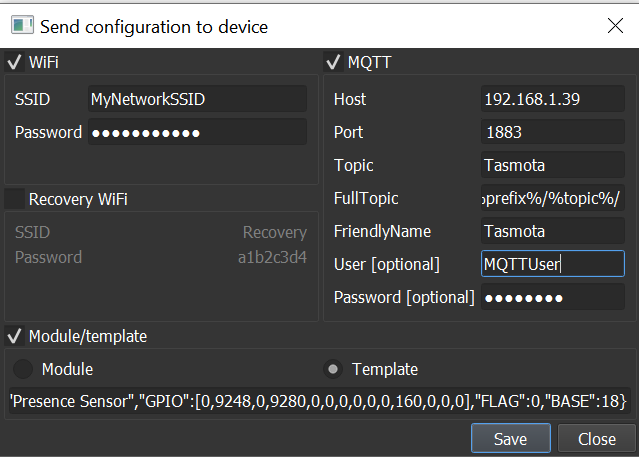 Send configuration to device
WiFi
SSID MyNetworkSSID
Password ●●●●●●●●●●●
Recovery WiFi
SSID Recovery
Password a1b2c3d4
MQTT
Host 192.168.1.39
Port 1883
Topic Tasmota
FullTopic prefix%/%topic%/
FriendlyName Tasmota
User [optional] MQTTUser
Password [optional] ●●●●●●●●
Module/template
Module Template
"Presence Sensor","GPIO":[0,9248,0,9280,0,0,0,0,0,0,160,0,0,0],"FLAG":0,"BASE":18}
Save Close